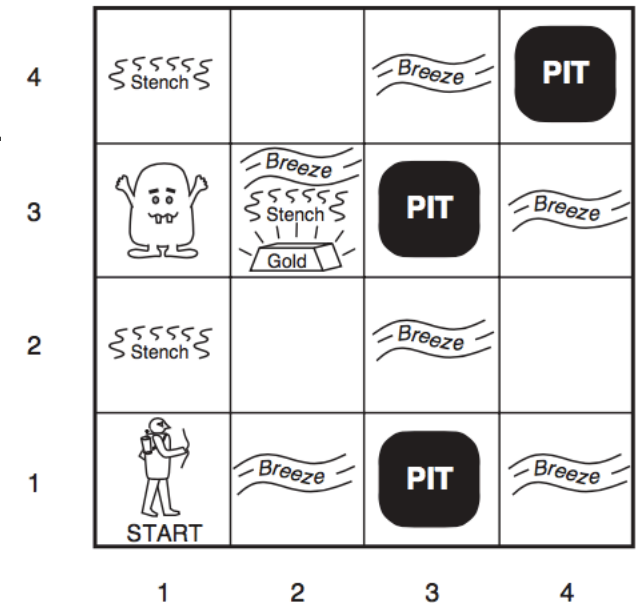 4
Stench
Breeze
PIT
3
Breeze
Stench
Gold
PIT
Breeze
2
Stench
Breeze
1
START
Breeze
PIT
Breeze
1 2 3 4